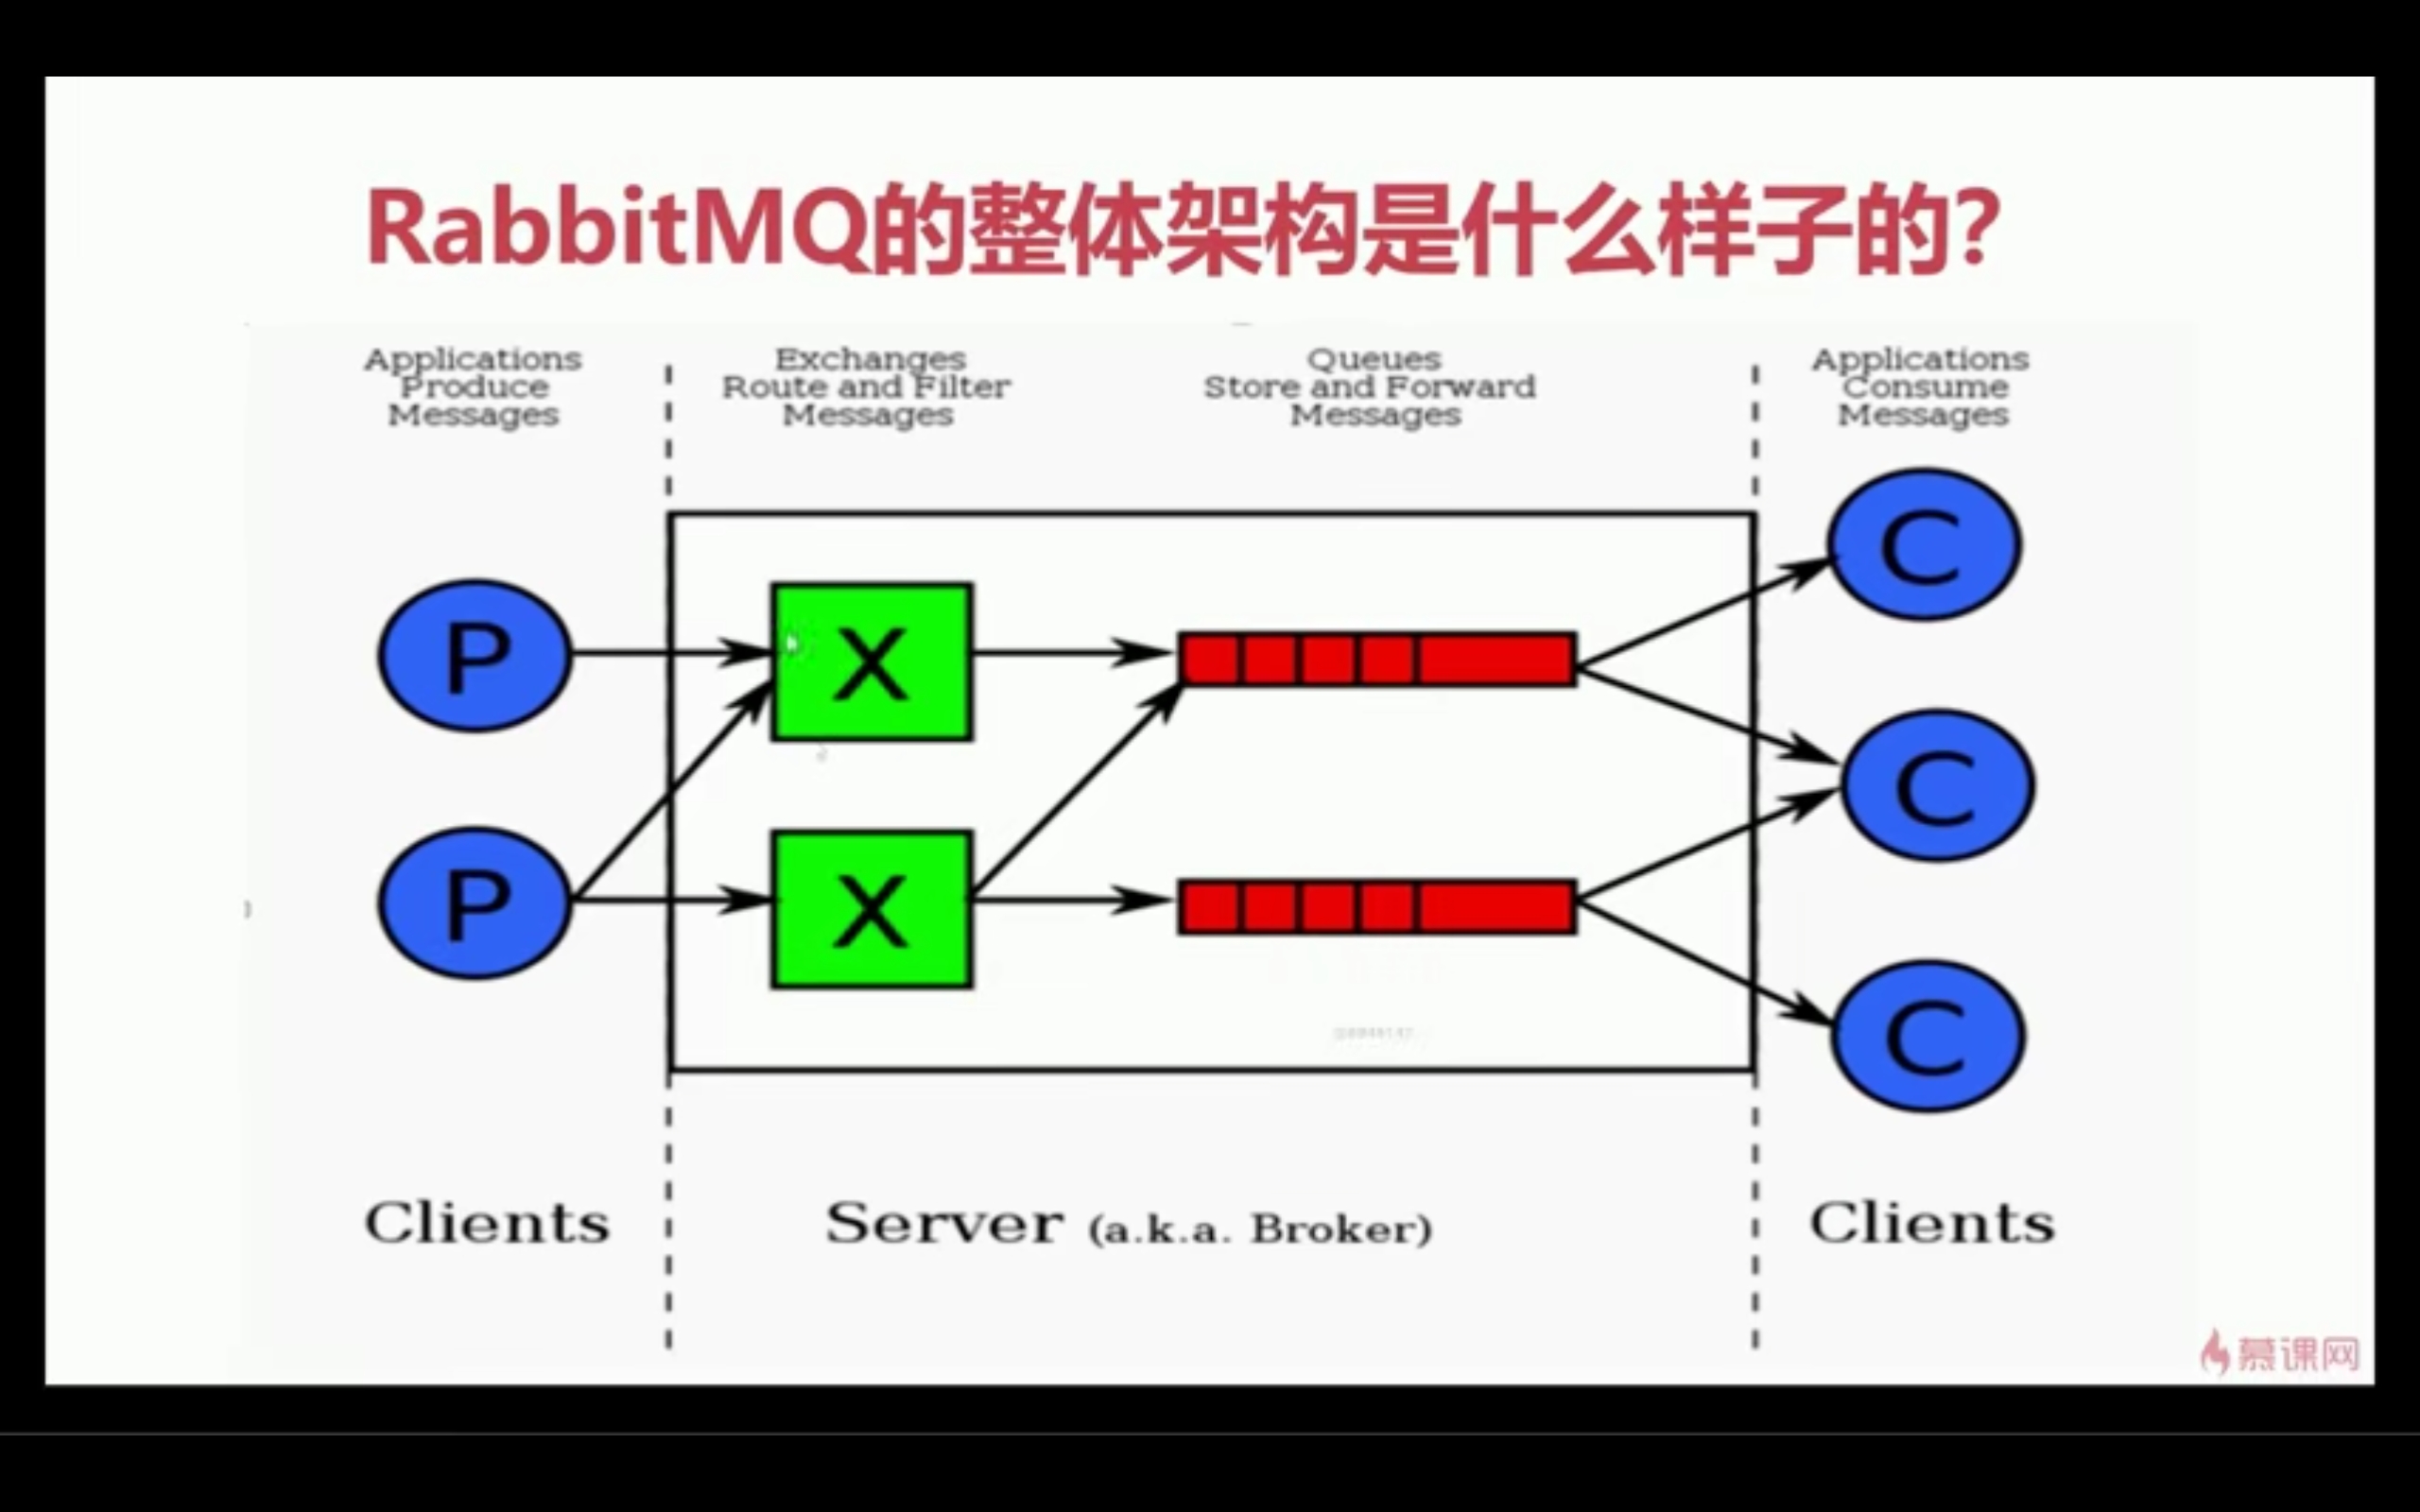 RabbitMQ的整体架构是什么样子的?
Applications
Produce
Messages
Exchanges
Route and Filter
Messages
Queues
Store and Forward
Messages
Applications
Consume
Messages
P
X
C
P
X
C
C
Clients
Server (a.k.a. Broker)
Clients
慕课网